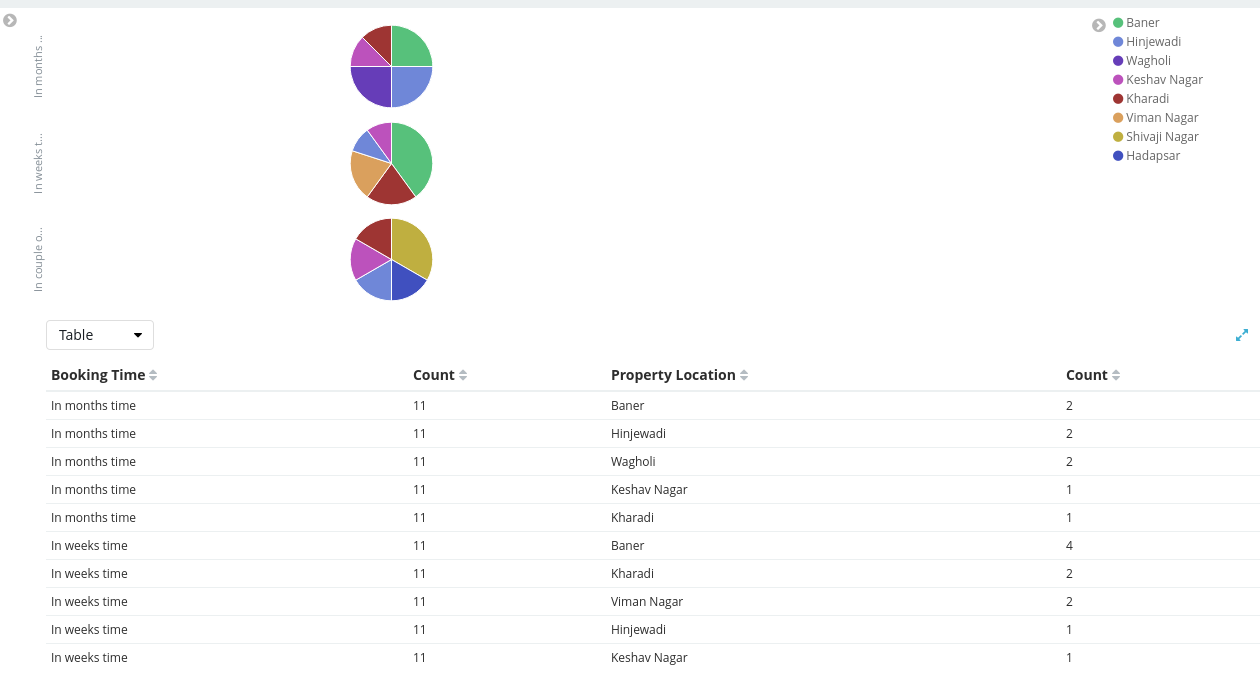 In months ...
In weeks t...
In couple o...
Baner
Hinjewadi
Wagholi
Keshav Nagar
Kharadi
Viman Nagar
Shivaji Nagar
Hadapsar
Table
Booking Time Count Property Location Count
In months time 11 Baner 2
In months time 11 Hinjewadi 2
In months time 11 Wagholi 2
In months time 11 Keshav Nagar 1
In months time 11 Kharadi 1
In weeks time 11 Baner 4
In weeks time 11 Kharadi 2
In weeks time 11 Viman Nagar 2
In weeks time 11 Hinjewadi 1
In weeks time 11 Keshav Nagar 1